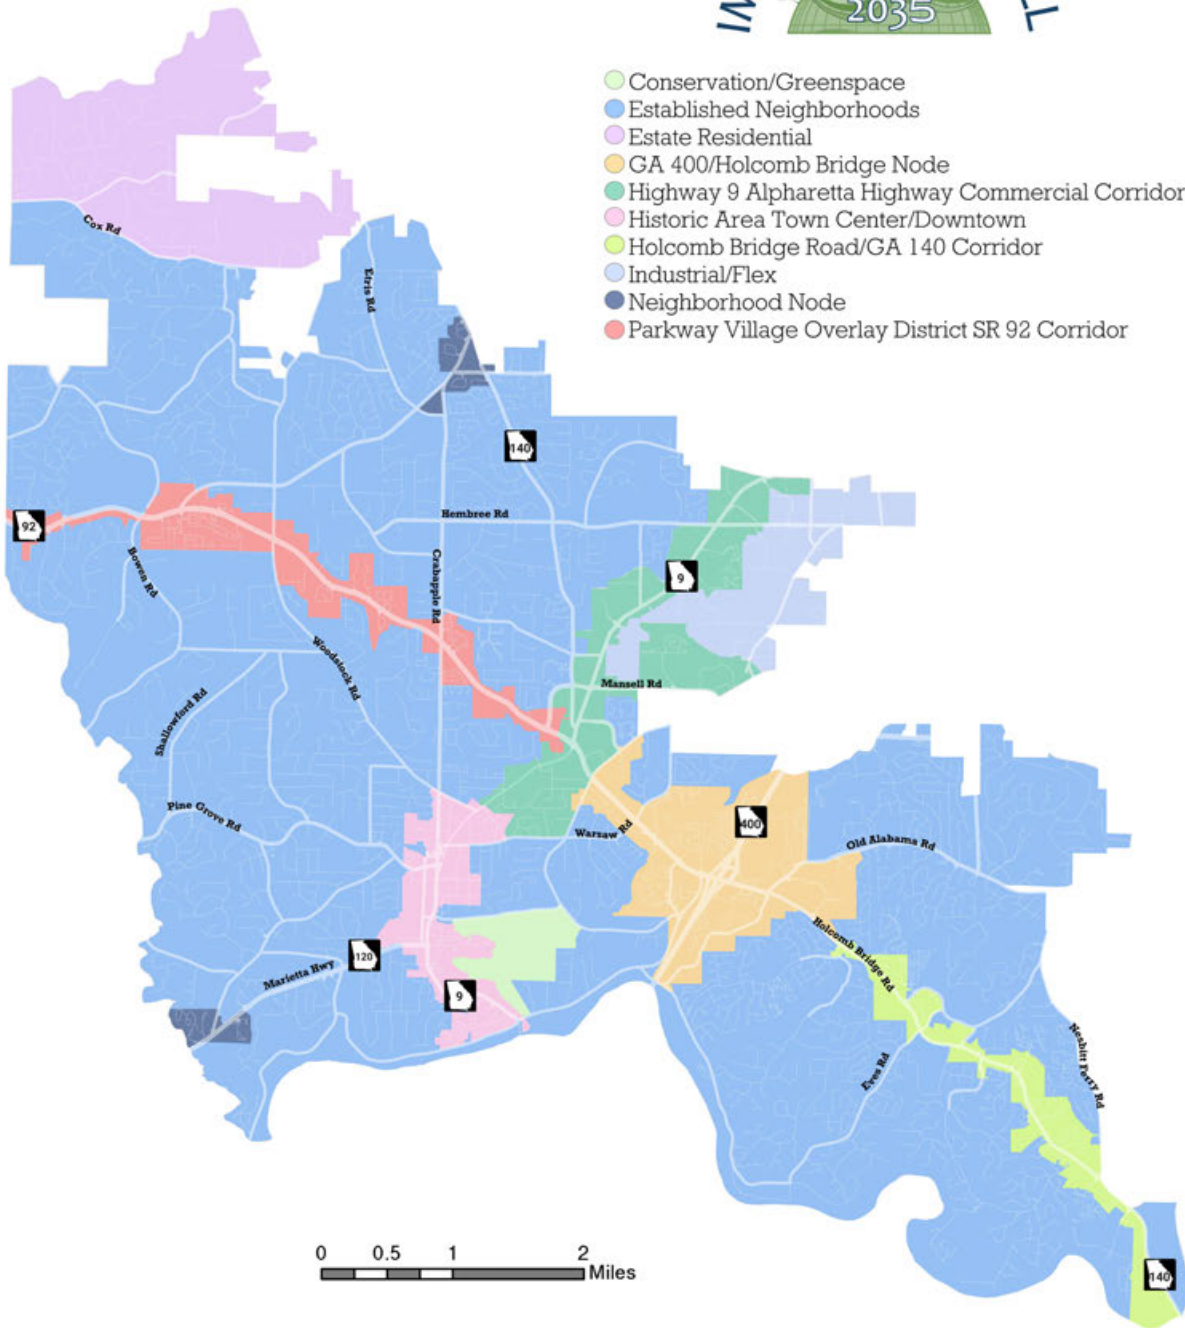 2035
Conservation/Greenspace
Established Neighborhoods
Estate Residential
GA 400/Holcomb Bridge Node
Highway 9 Alpharetta Highway Commercial Corridor
Historic Area Town Center/Downtown
Holcomb Bridge Road/GA 140 Corridor
Industrial/Flex
Neighborhood Node
Parkway Village Overlay District SR 92 Corridor
Cox Rd
Etris Rd
140
92
Hembree Rd
Bowen Rd
Crabapple Rd
9
Woodstock Rd
Mansell Rd
Shallowford Rd
Pine Grove Rd
Warsaw Rd
400
Old Alabama Rd
Holcomb Bridge Rd
120
Marietta Hwy
9
Eves Rd
Nesbitt Ferry Rd
140
0 0.5 1 2
Miles